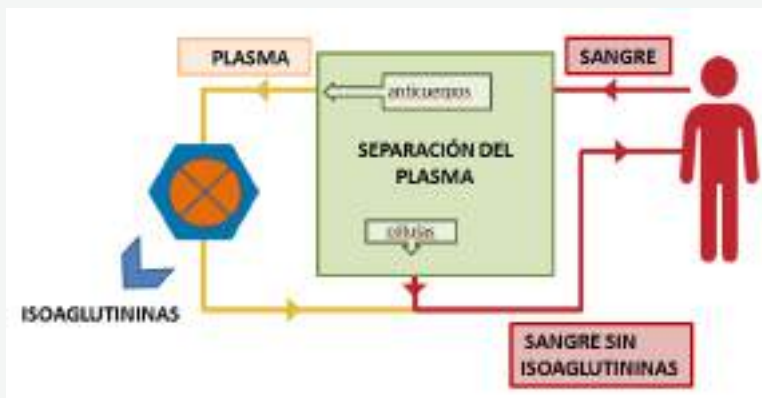 PLASMA
SANGRE
anticuerpos
SEPARACIÓN DEL
PLASMA
células
ISOAGLUTININAS
SANGRE SIN
ISOAGLUTININAS